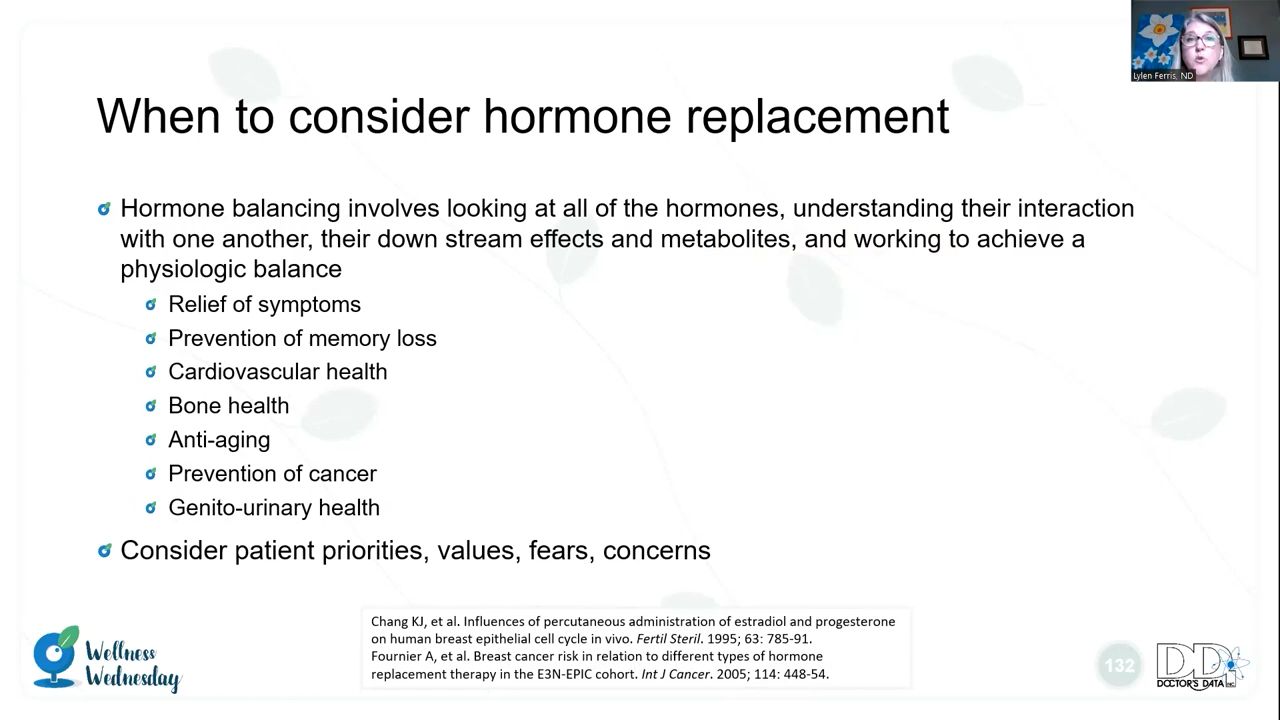 Lylen Ferris, ND
When to consider hormone replacement
Hormone balancing involves looking at all of the hormones, understanding their interaction
with one another, their down stream effects and metabolites, and working to achieve a
physiologic balance
Relief of symptoms
Prevention of memory loss
Cardiovascular health
Bone health
Anti-aging
Prevention of cancer
Genito-urinary health
Consider patient priorities, values, fears, concerns
Chang KJ, et al. Influences of percutaneous administration of estradiol and progesterone
on human breast epithelial cell cycle in vivo. Fertil Steril. 1995; 63: 785-91.
Fournier A, et al. Breast cancer risk in relation to different types of hormone
replacement therapy in the E3N-EPIC cohort. Int J Cancer. 2005; 114: 448-54.
Wellness
Wednesday
132
DD
DOCTOR'S DATA INC